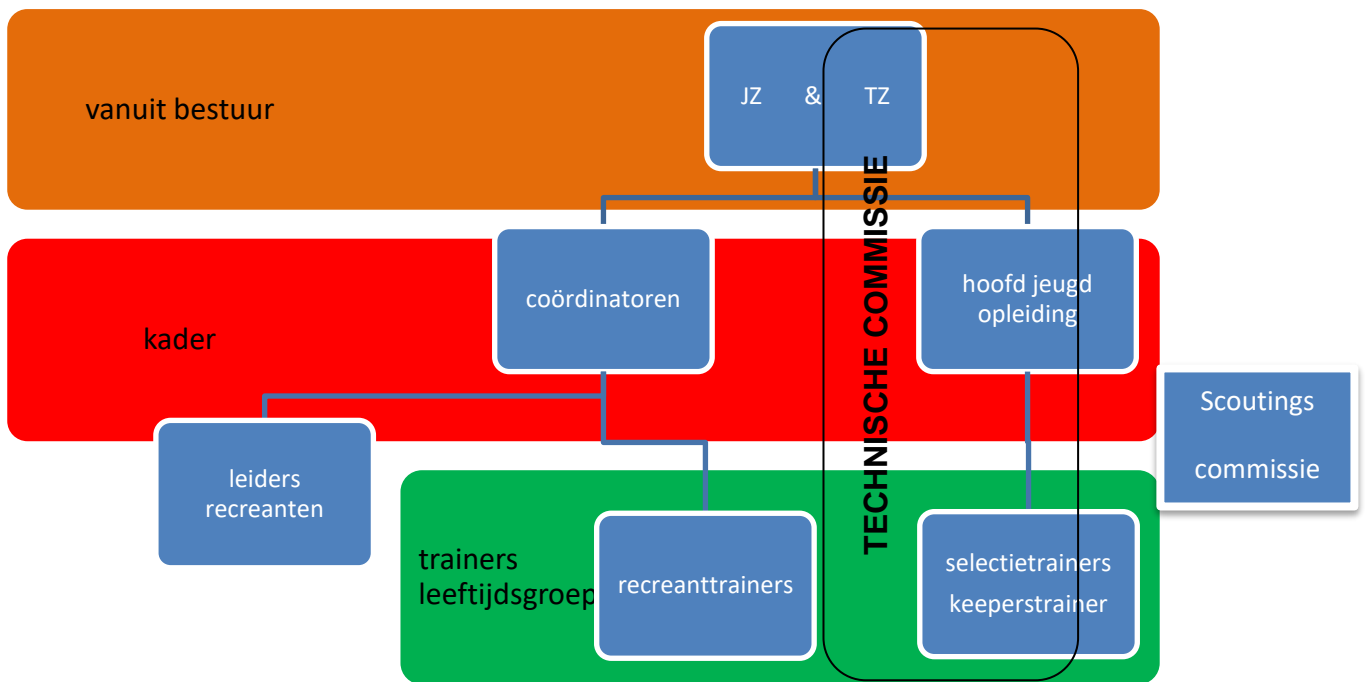 vanuit bestuur
JZ & TZ
TECHNISCHE COMMISSIE
kader
coördinatoren
hoofd jeugd
opleiding
Scoutings
commissie
leiders
recreanten
trainers
leeftijdsgroep
recreanttrainers
selectietrainers
keeperstrainer